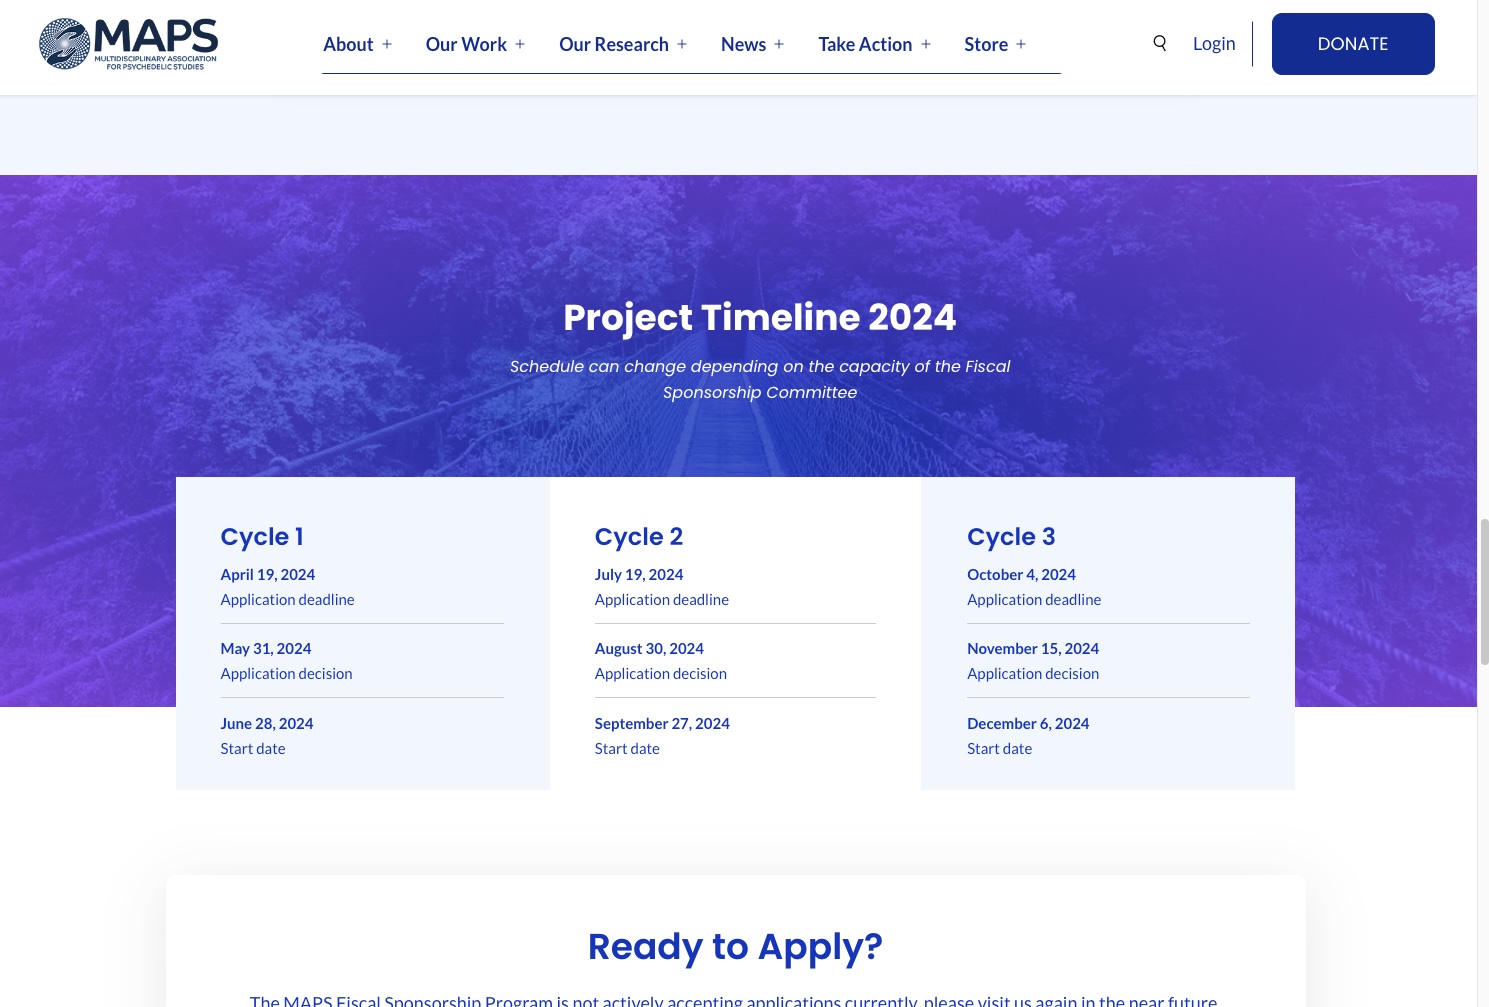 MAPS
MULTIDISCIPLINARY ASSOCIATION
FOR PSYCHEDELIC STUDIES
About + Our Work + Our Research + News + Take Action + Store +
Login
DONATE
Project Timeline 2024
Schedule can change depending on the capacity of the Fiscal
Sponsorship Committee
Cycle 1
April 19, 2024
Application deadline
May 31, 2024
Application decision
June 28, 2024
Start date
Cycle 2
July 19, 2024
Application deadline
August 30, 2024
Application decision
September 27, 2024
Start date
Cycle 3
October 4, 2024
Application deadline
November 15, 2024
Application decision
December 6, 2024
Start date
Ready to Apply?
The MAPS Fiscal Sponsorship Program is not actively accepting applications currently, please visit us again in the near future